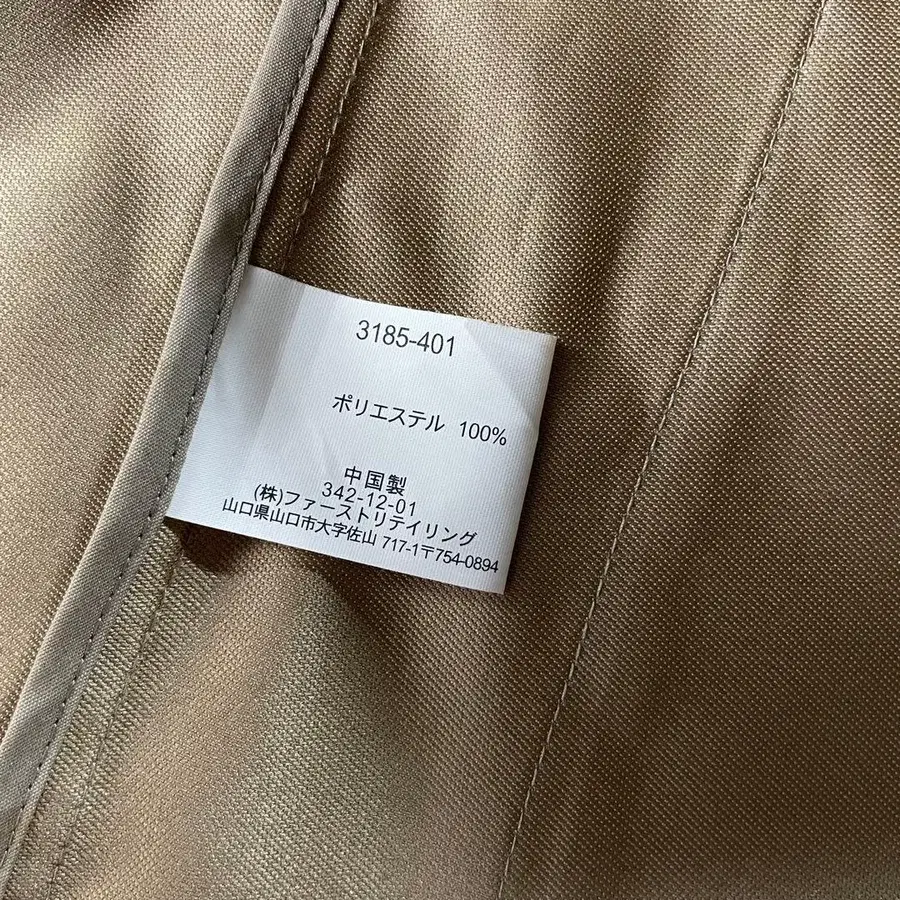 3185-401
ポリエステル 100%
中国製
342-12-01
(株)ファーストリテイリング
山口県山口市大字佐山 717-1〒754-0894